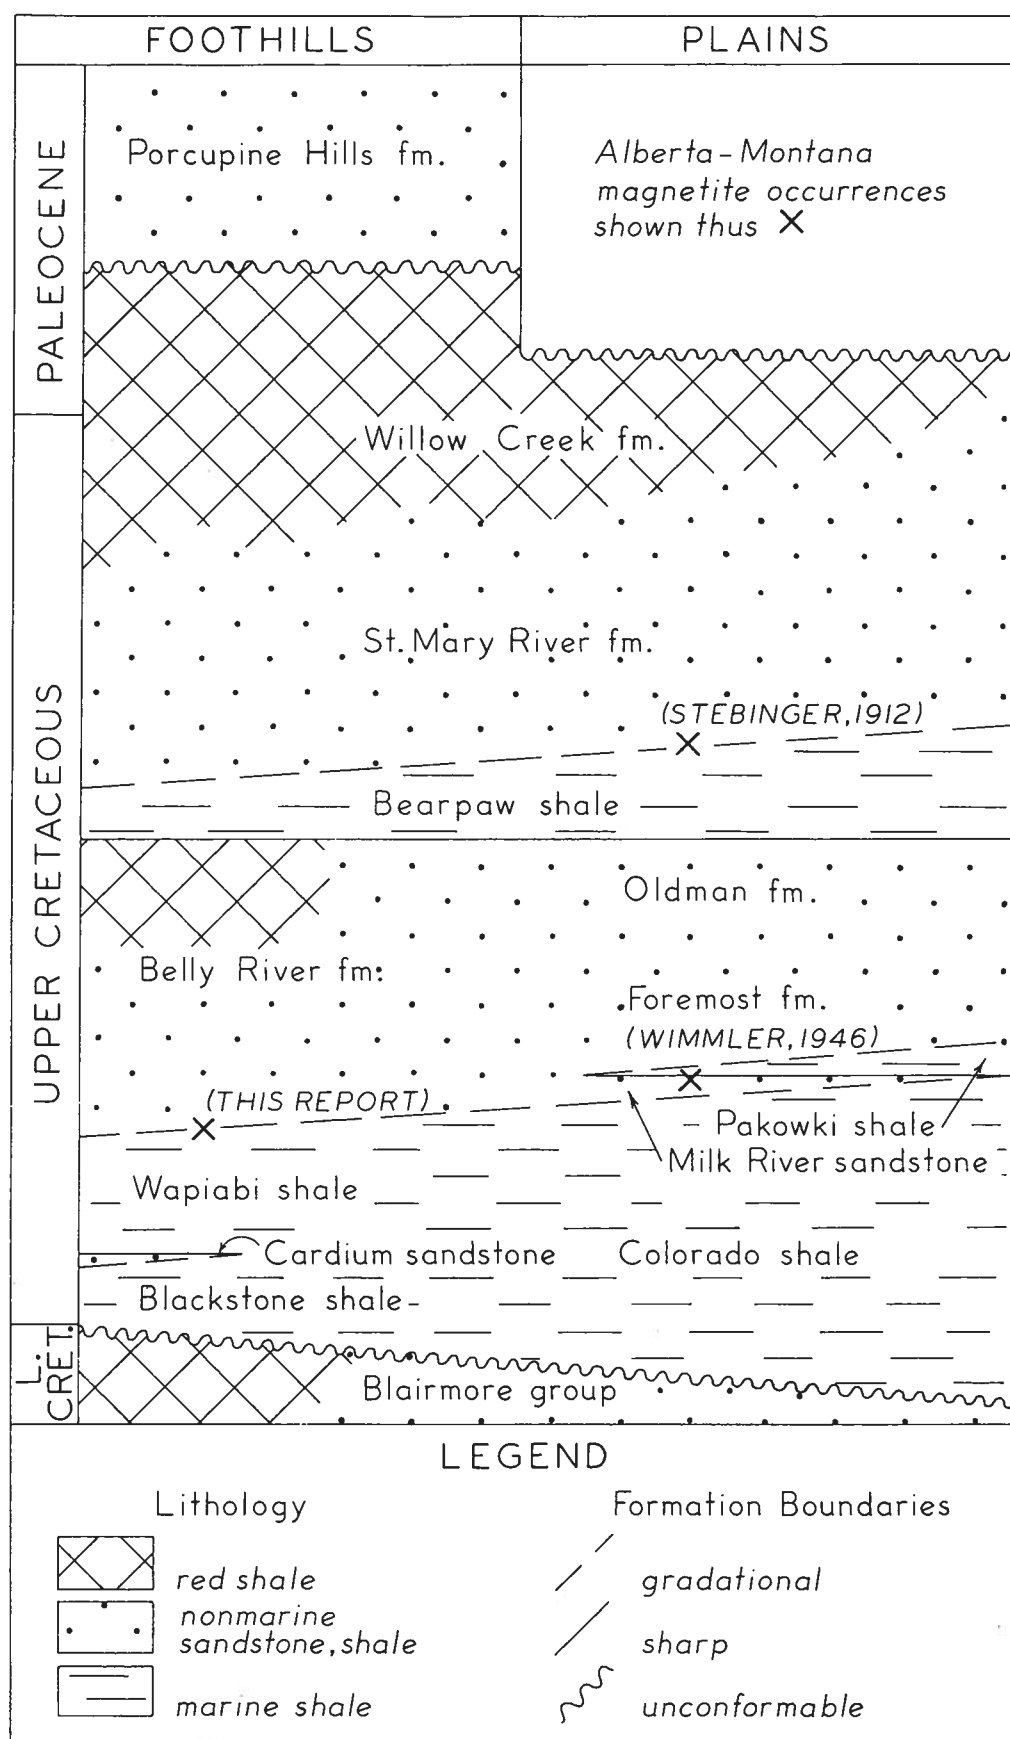 FOOTHILLS
PLAINS
PALEOCENE
Porcupine Hills fm.
Alberta-Montana
magnetite occurrences
shown thus X
Willow Creek fm.
UPPER CRETACEOUS
St. Mary River fm.
(STEBINGER, 1912)
Bearpaw shale
Oldman fm.
Belly River fm.
Foremost fm.
(WIMMLER, 1946)
(THIS REPORT)
Pakowki shale
Milk River sandstone
Wapiabi shale
Cardium sandstone
Colorado shale
Blackstone shale
L.
CRET.
Blairmore group
LEGEND
Lithology
Formation Boundaries
red shale
gradational
nonmarine
sandstone, shale
sharp
marine shale
unconformable